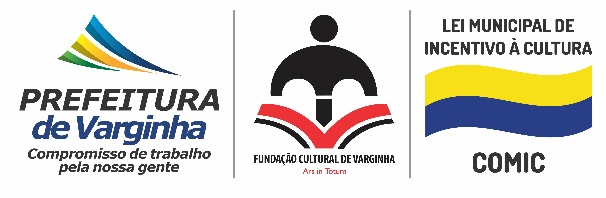 PREFEITURA
de Varginha
Compromisso de trabalho
pela nossa gente
FUNDAÇÃO CULTURAL DE VARGINHA
Ars in Totum
LEI MUNICIPAL DE
INCENTIVO À CULTURA
COMIC